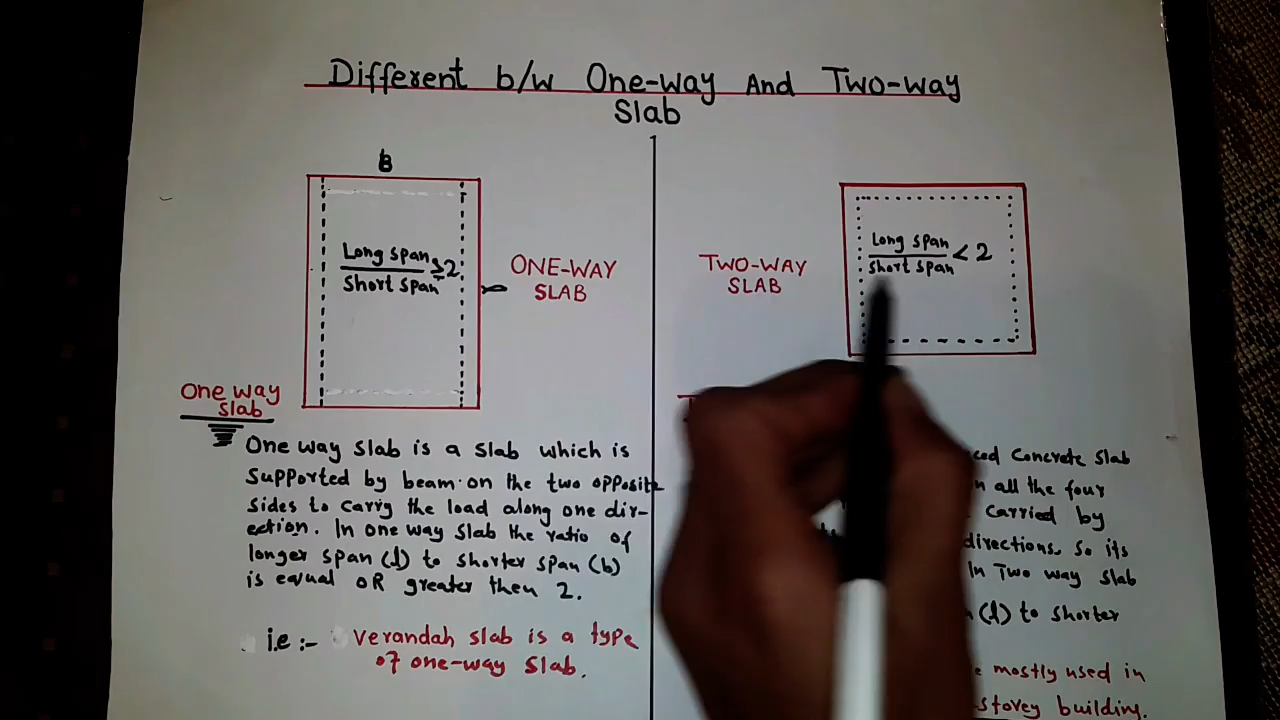 Different b/w One-way And Two-way
Slab
B
Long span
Short span
≥2
ONE-WAY
SLAB
One way
Slab
One way Slab is a Slab which is
Supported by beam on the two opposite
Sides to carry the load along one dir-
ection. In one way Slab the ratio of
longer span (l) to shorter span (b)
is equal OR greater then 2.
i.e :- Verandah slab is a type
of one-way Slab.
TWO-WAY
SLAB
Long span
Short span
< 2
Concrete Slab
all the four
Carried by
directions. So its
In Two way Slab
(l) to shorter
mostly used in
storey building.